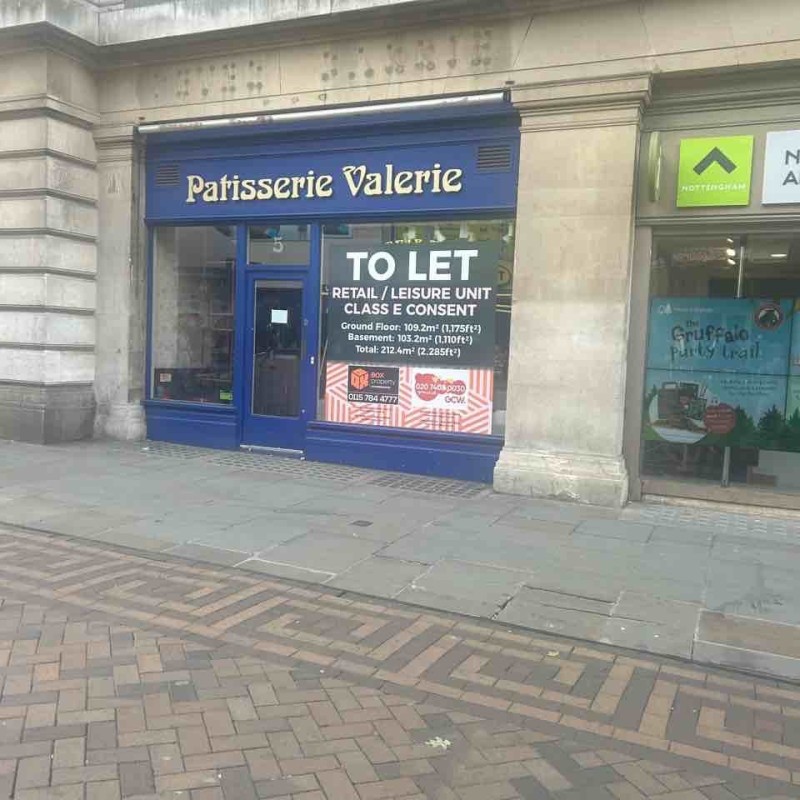 Patisserie Valerie
5
TO LET
RETAIL / LEISURE UNIT
CLASS E CONSENT
Ground Floor: 109.2m² (1,175ft²)
Basement: 103.2m² (1,110ft²)
Total: 212.4m² (2,285ft²)
BOX
property
0115 784 4777
020 7408 0030
GCW.
NOTTINGHAM
N
the
Gruffalo
party trail